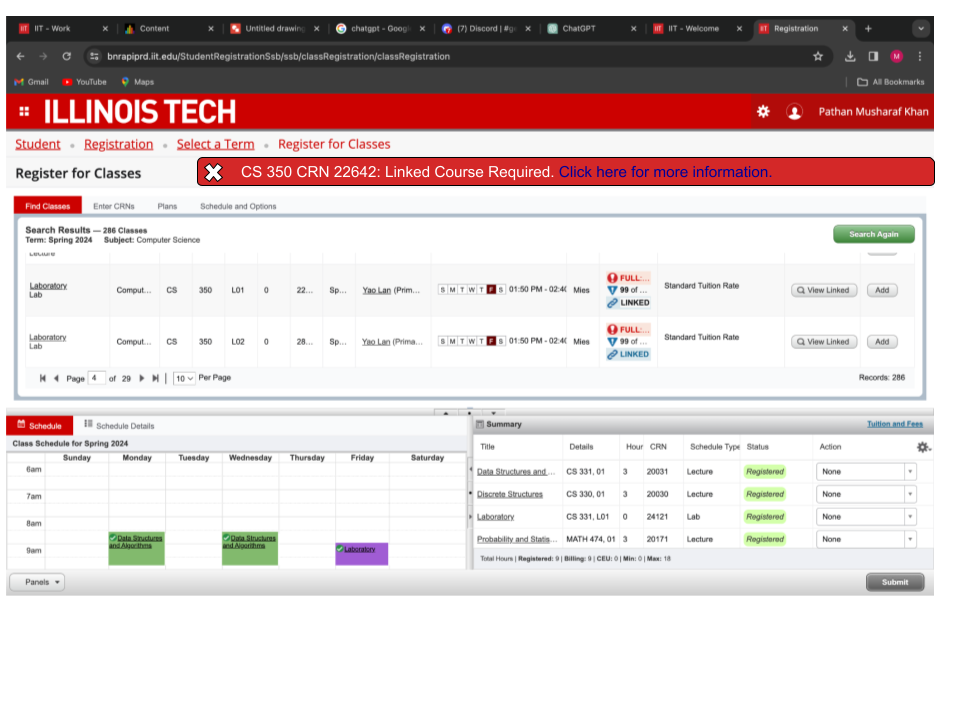 IIT - Work
Content
Untitled drawing
chatgpt - Goog
(7) Discord | #g
ChatGPT
IIT - Welcome
Registration
bnrapiprd.iit.edu/StudentRegistrationSsb/ssb/classRegistration/classRegistration
M
Gmail YouTube Maps All Bookmarks
ILLINOIS TECH
Pathan Musharaf Khan
Student • Registration • Select a Term • Register for Classes
Register for Classes
CS 350 CRN 22642: Linked Course Required. Click here for more information.
Find Classes Enter CRNs Plans Schedule and Options
Search Results — 286 Classes
Term: Spring 2024 Subject: Computer Science
Search Again
Lecture
Laboratory
Lab
Comput... CS 350 L01 0 22... Sp... Yao Lan (Prim... S M T W T F S 01:50 PM - 02:40 Mies
FULL:...
99 of ...
LINKED
Standard Tuition Rate
View Linked Add
Laboratory
Lab
Comput... CS 350 L02 0 28... Sp... Yao Lan (Prima... S M T W T F S 01:50 PM - 02:40 Mies
FULL:...
99 of ...
LINKED
Standard Tuition Rate
View Linked Add
Page 4 of 29 | 10 Per Page Records: 286
Schedule Schedule Details
Class Schedule for Spring 2024
Sunday Monday Tuesday Wednesday Thursday Friday Saturday
6am
7am
8am
9am
Data Structures and Algorithms
Data Structures and Algorithms
Laboratory
Summary Tuition and Fees
Title Details Hour CRN Schedule Type Status Action
Data Structures and ... CS 331, 01 3 20031 Lecture Registered None
Discrete Structures CS 330, 01 3 20030 Lecture Registered None
Laboratory CS 331, L01 0 24121 Lab Registered None
Probability and Statis... MATH 474, 01 3 20171 Lecture Registered None
Total Hours | Registered: 9 | Billing: 9 | CEU: 0 | Min: 0 | Max: 18
Panels Submit